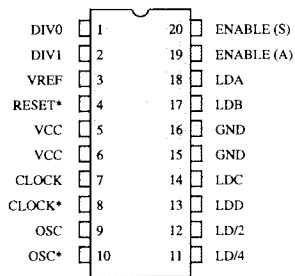 DIV0 1 20 ENABLE (S)
DIV1 2 19 ENABLE (A)
VREF 3 18 LDA
RESET* 4 17 LDB
VCC 5 16 GND
VCC 6 15 GND
CLOCK 7 14 LDC
CLOCK* 8 13 LDD
OSC 9 12 LD/2
OSC* 10 11 LD/4